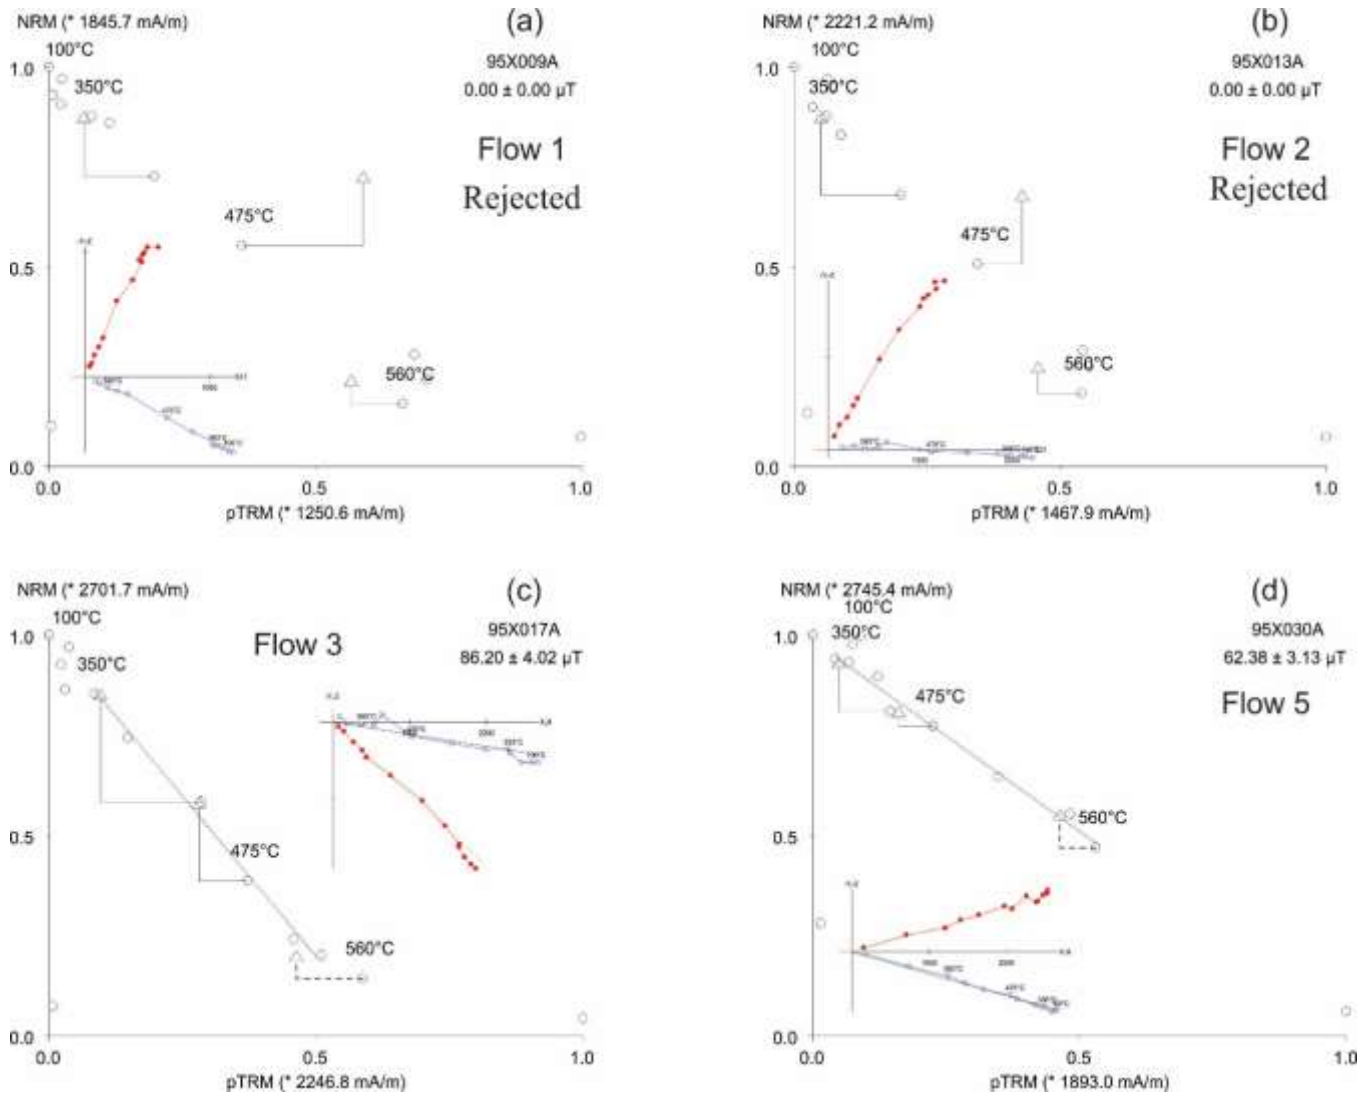 NRM (* 1845.7 mA/m)
(a)
100°C
95X009A
1.0
350°C
0.00 ± 0.00 µT
Flow 1
Rejected
475°C
0.5
560°C
0.0
0.0
0.5
1.0
pTRM (* 1250.6 mA/m)
NRM (* 2221.2 mA/m)
(b)
100°C
95X013A
1.0
350°C
0.00 ± 0.00 µT
Flow 2
Rejected
475°C
0.5
560°C
0.0
0.0
0.5
1.0
pTRM (* 1467.9 mA/m)
NRM (* 2701.7 mA/m)
(c)
100°C
95X017A
1.0
Flow 3
86.20 ± 4.02 µT
350°C
0.5
475°C
560°C
0.0
0.0
0.5
1.0
pTRM (* 2246.8 mA/m)
NRM (* 2745.4 mA/m)
(d)
100°C
95X030A
1.0
350°C
62.38 ± 3.13 µT
475°C
Flow 5
0.5
560°C
0.0
0.0
0.5
1.0
pTRM (* 1893.0 mA/m)